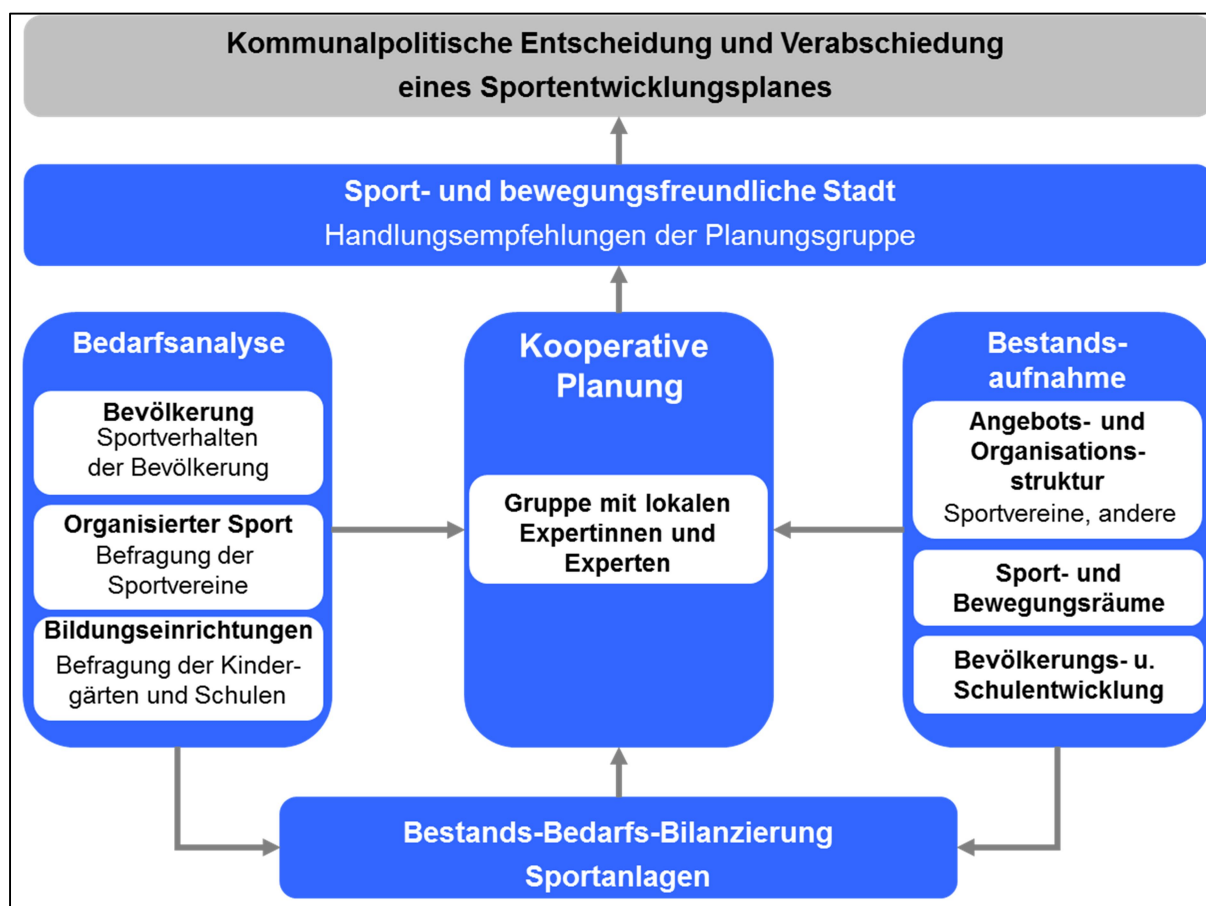 Kommunalpolitische Entscheidung und Verabschiedung
eines Sportentwicklungsplanes
Sport- und bewegungsfreundliche Stadt
Handlungsempfehlungen der Planungsgruppe
Bedarfsanalyse
Bevölkerung
Sportverhalten
der Bevölkerung
Organisierter Sport
Befragung der
Sportvereine
Bildungseinrichtungen
Befragung der Kinder-
gärten und Schulen
Kooperative
Planung
Gruppe mit lokalen
Expertinnen und
Experten
Bestands-
aufnahme
Angebots- und
Organisations-
struktur
Sportvereine, andere
Sport- und
Bewegungsräume
Bevölkerungs- u.
Schulentwicklung
Bestands-Bedarfs-Bilanzierung
Sportanlagen